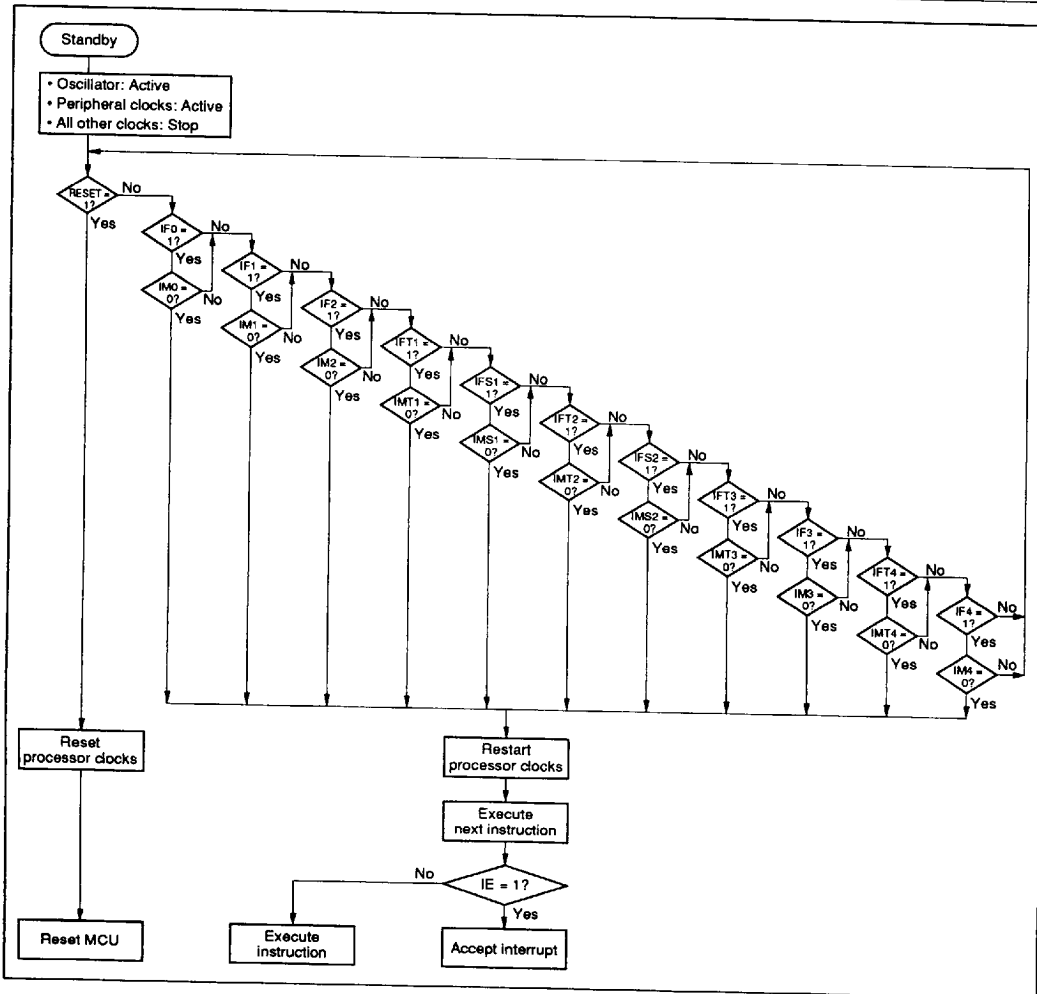 Standby
• Oscillator: Active
• Peripheral clocks: Active
• All other clocks: Stop
RESET =
1?
No
Yes
IF0 =
1?
No
Yes
IM0 =
0?
No
Yes
IF1 =
1?
No
Yes
IM1 =
0?
No
Yes
IF2 =
1?
No
Yes
IM2 =
0?
No
Yes
IFT1 =
1?
No
Yes
IMT1 =
0?
No
Yes
IFS1 =
1?
No
Yes
IMS1 =
0?
No
Yes
IFT2 =
1?
No
Yes
IMT2 =
0?
No
Yes
IFS2 =
1?
No
Yes
IMS2 =
0?
No
Yes
IFT3 =
1?
No
Yes
IMT3 =
0?
No
Yes
IF3 =
1?
No
Yes
IM3 =
0?
No
Yes
IFT4 =
1?
No
Yes
IMT4 =
0?
No
Yes
IF4 =
1?
No
Yes
IM4 =
0?
No
Yes
Reset
processor clocks
Restart
processor clocks
Execute
next instruction
No
IE = 1?
Yes
Reset MCU
Execute
instruction
Accept interrupt